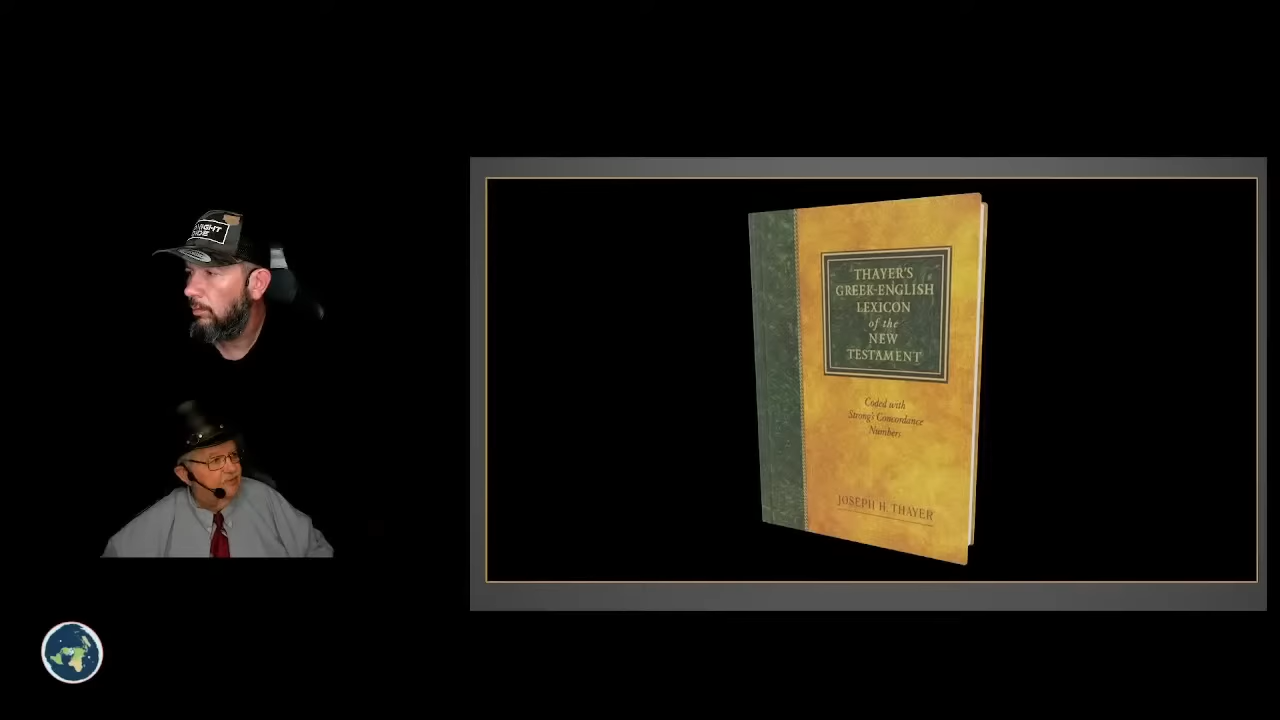 THAYER'S
GREEK-ENGLISH
LEXICON
of the
NEW
TESTAMENT
Coded with
Strong's Concordance
Numbers
JOSEPH H. THAYER